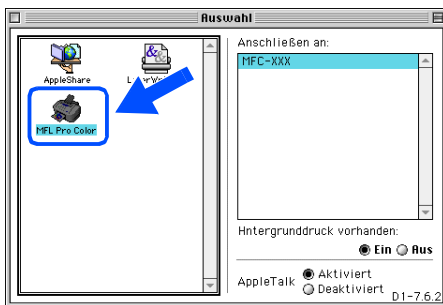 Auswahl
AppleShare
MFL Pro Color
Anschließen an:
MFC-XXX
Hntergrunddruck vorhanden:
Ein Aus
AppleTalk
Aktiviert
Deaktiviert
D1-7.6.2